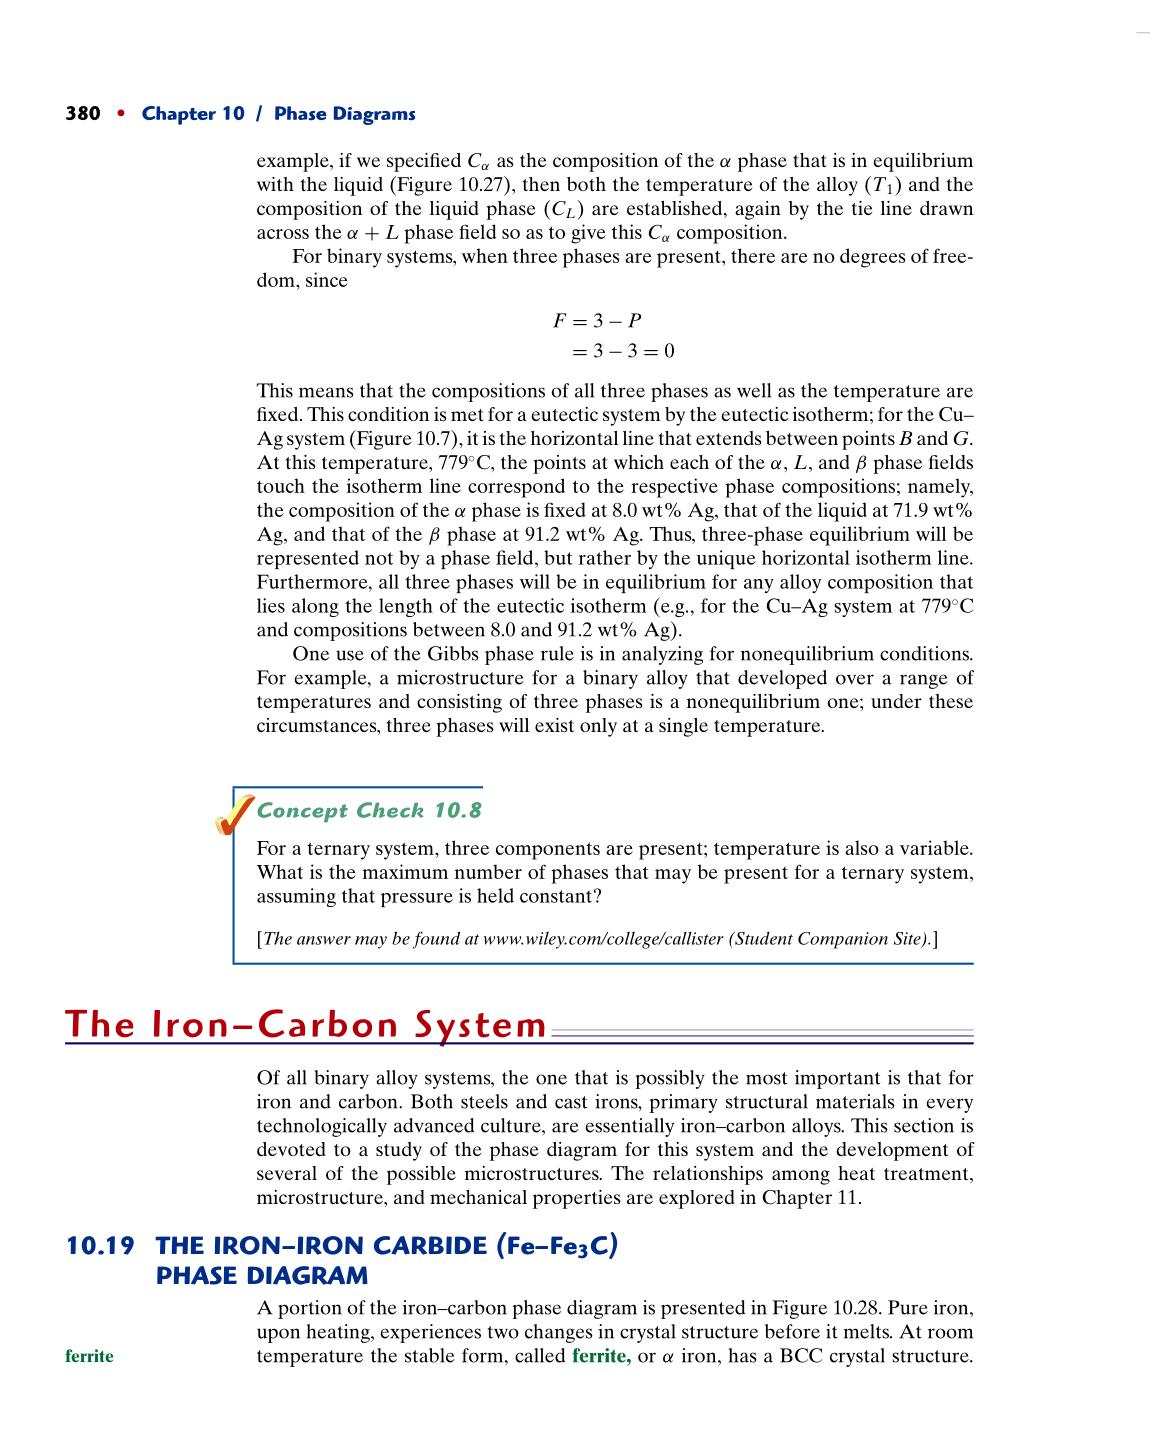 380 • Chapter 10 / Phase Diagrams
example, if we specified Cα as the composition of the α phase that is in equilibrium
with the liquid (Figure 10.27), then both the temperature of the alloy (T1) and the
composition of the liquid phase (CL) are established, again by the tie line drawn
across the α + L phase field so as to give this Cα composition.
For binary systems, when three phases are present, there are no degrees of free-
dom, since
F = 3 – P
= 3 – 3 = 0
This means that the compositions of all three phases as well as the temperature are
fixed. This condition is met for a eutectic system by the eutectic isotherm; for the Cu–
Ag system (Figure 10.7), it is the horizontal line that extends between points B and G.
At this temperature, 779°C, the points at which each of the α, L, and β phase fields
touch the isotherm line correspond to the respective phase compositions; namely,
the composition of the α phase is fixed at 8.0 wt% Ag, that of the liquid at 71.9 wt%
Ag, and that of the β phase at 91.2 wt% Ag. Thus, three-phase equilibrium will be
represented not by a phase field, but rather by the unique horizontal isotherm line.
Furthermore, all three phases will be in equilibrium for any alloy composition that
lies along the length of the eutectic isotherm (e.g., for the Cu–Ag system at 779°C
and compositions between 8.0 and 91.2 wt% Ag).
One use of the Gibbs phase rule is in analyzing for nonequilibrium conditions.
For example, a microstructure for a binary alloy that developed over a range of
temperatures and consisting of three phases is a nonequilibrium one; under these
circumstances, three phases will exist only at a single temperature.
Concept Check 10.8
For a ternary system, three components are present; temperature is also a variable.
What is the maximum number of phases that may be present for a ternary system,
assuming that pressure is held constant?
[The answer may be found at www.wiley.com/college/callister (Student Companion Site).]
The Iron–Carbon System
Of all binary alloy systems, the one that is possibly the most important is that for
iron and carbon. Both steels and cast irons, primary structural materials in every
technologically advanced culture, are essentially iron–carbon alloys. This section is
devoted to a study of the phase diagram for this system and the development of
several of the possible microstructures. The relationships among heat treatment,
microstructure, and mechanical properties are explored in Chapter 11.
10.19 THE IRON–IRON CARBIDE (Fe–Fe3C)
PHASE DIAGRAM
A portion of the iron–carbon phase diagram is presented in Figure 10.28. Pure iron,
upon heating, experiences two changes in crystal structure before it melts. At room
ferrite temperature the stable form, called ferrite, or α iron, has a BCC crystal structure.